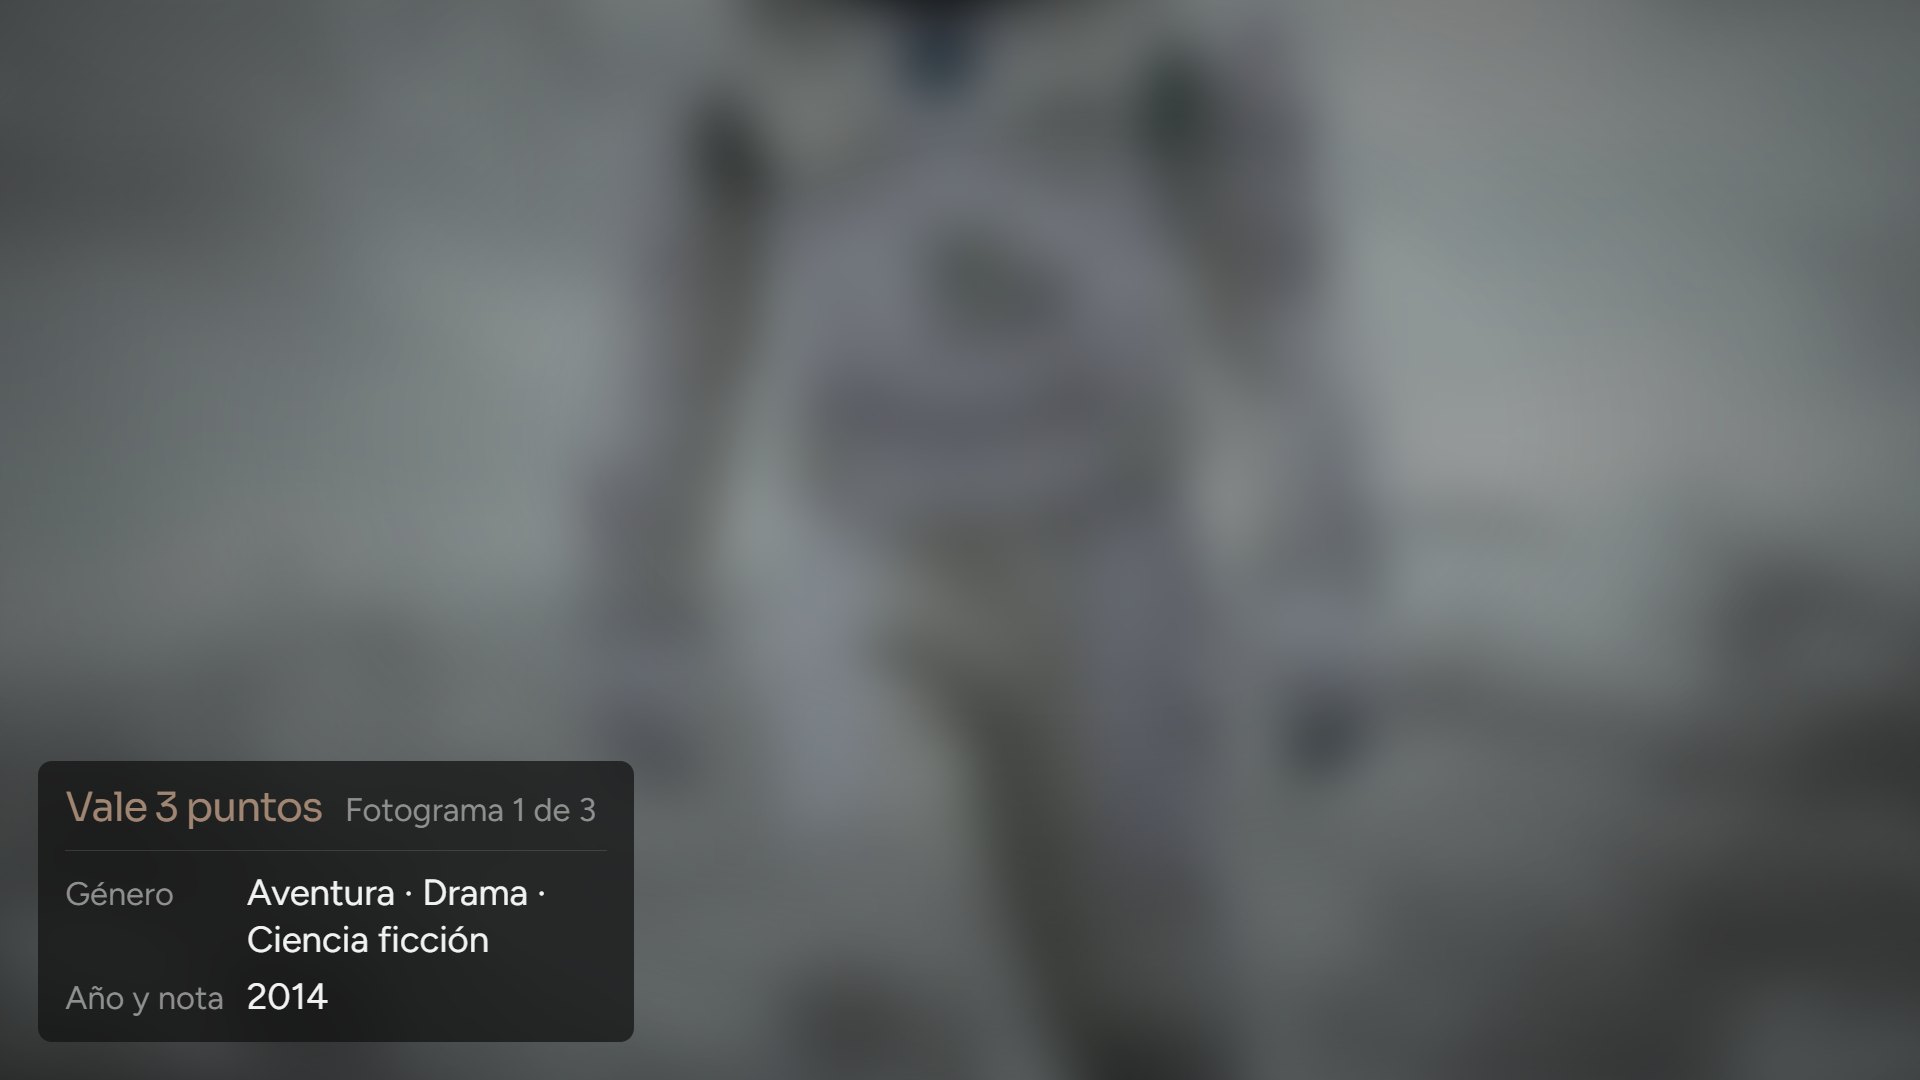 Vale 3 puntos Fotograma 1 de 3
Género Aventura · Drama ·
Ciencia ficción
Año y nota 2014